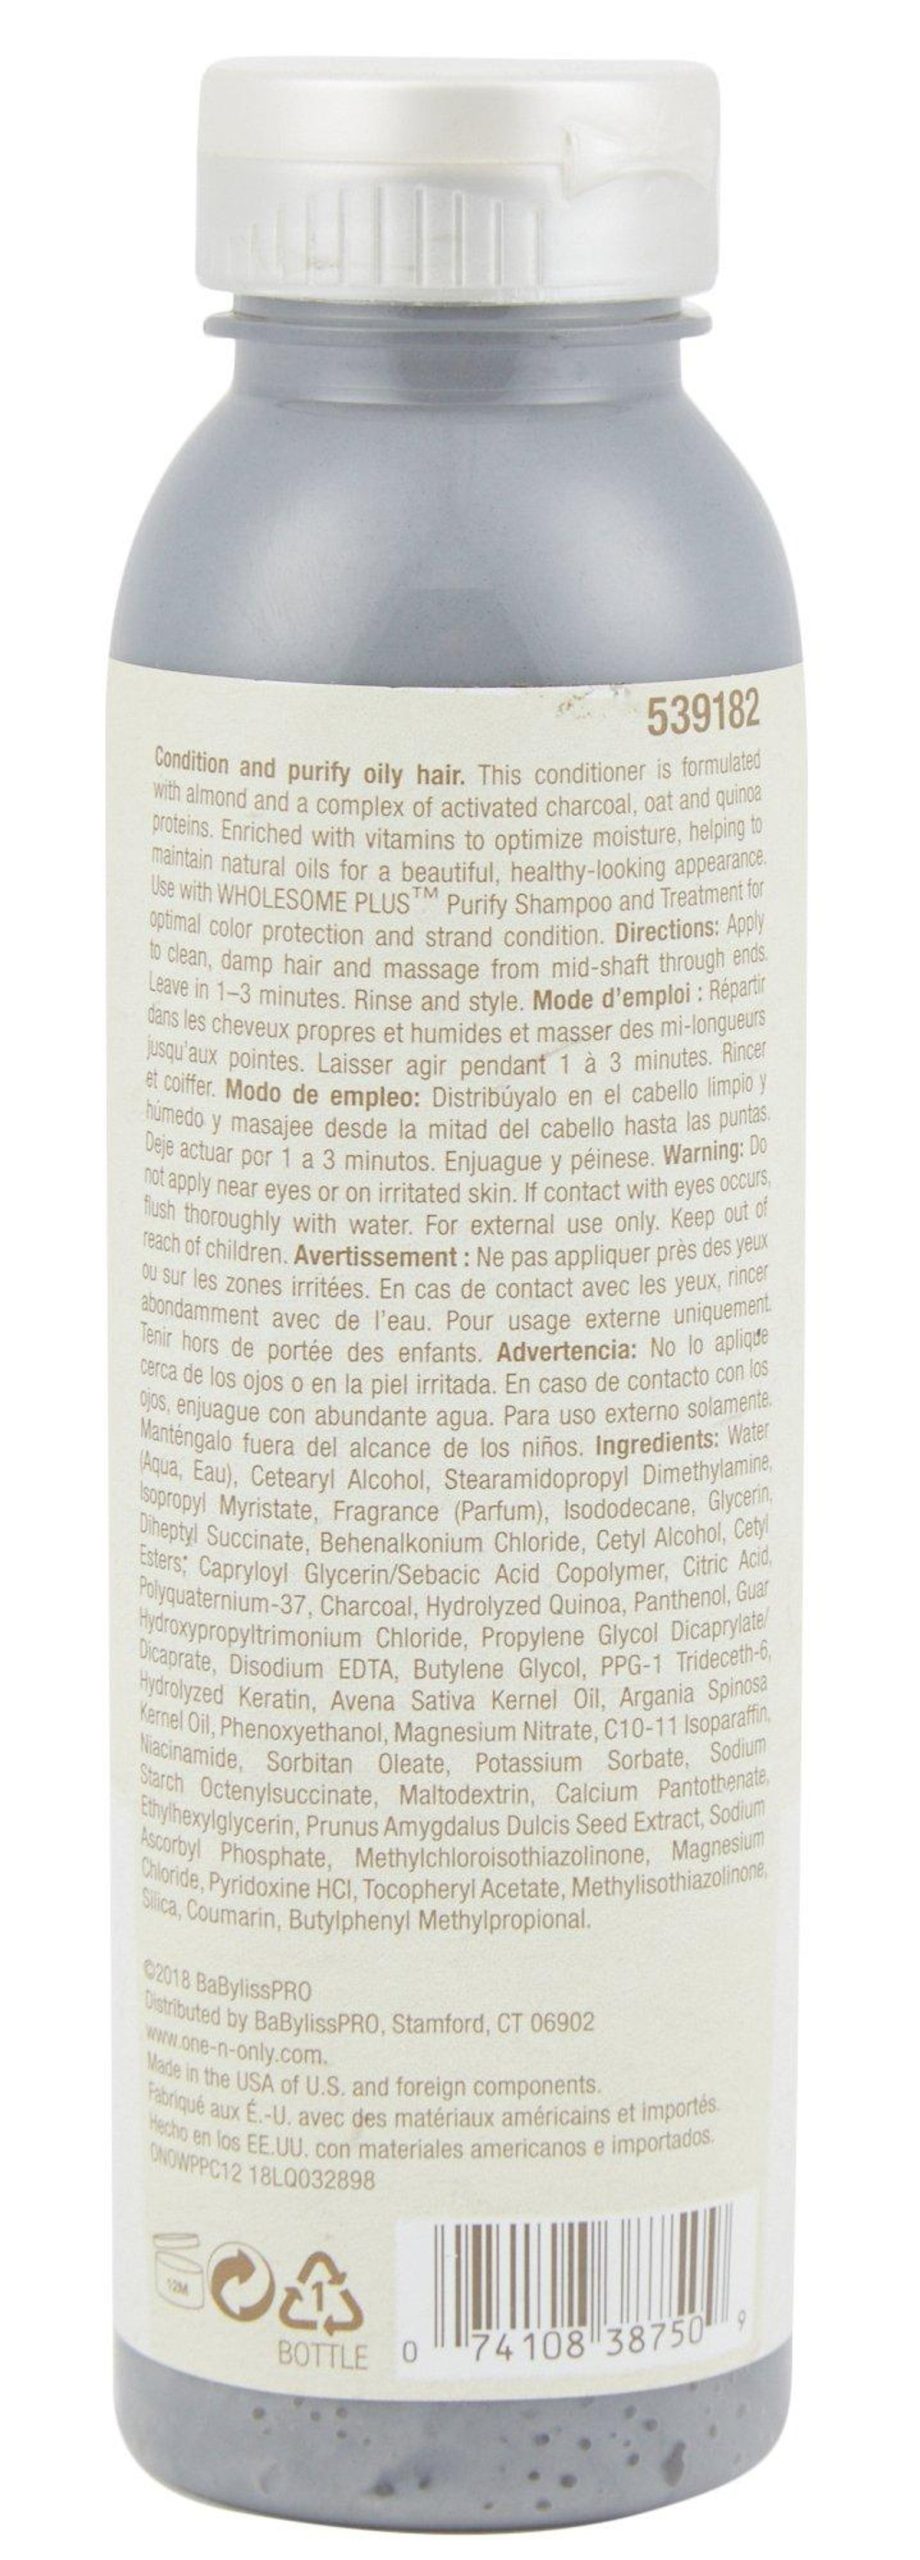 539182
Condition and purify oily hair. This conditioner is formulated
with almond and a complex of activated charcoal, oat and quinoa
proteins. Enriched with vitamins to optimize moisture, helping to
maintain natural oils for a beautiful, healthy-looking appearance.
Use with WHOLESOME PLUS™ Purify Shampoo and Treatment for
optimal color protection and strand condition. Directions: Apply
to clean, damp hair and massage from mid-shaft through ends.
Leave in 1–3 minutes. Rinse and style. Mode d'emploi : Répartir
dans les cheveux propres et humides et masser des mi-longueurs
jusqu'aux pointes. Laisser agir pendant 1 à 3 minutes. Rincer
et coiffer. Modo de empleo: Distribúyalo en el cabello limpio y
húmedo y masajee desde la mitad del cabello hasta las puntas.
Deje actuar por 1 a 3 minutos. Enjuague y péinese. Warning: Do
not apply near eyes or on irritated skin. If contact with eyes occurs,
flush thoroughly with water. For external use only. Keep out of
reach of children. Avertissement : Ne pas appliquer près des yeux
ou sur les zones irritées. En cas de contact avec les yeux, rincer
abondamment avec de l'eau. Pour usage externe uniquement.
Tenir hors de portée des enfants. Advertencia: No lo aplique
cerca de los ojos o en la piel irritada. En caso de contacto con los
ojos, enjuague con abundante agua. Para uso externo solamente.
Manténgalo fuera del alcance de los niños. Ingredients: Water
(Aqua, Eau), Cetearyl Alcohol, Stearamidopropyl Dimethylamine,
Isopropyl Myristate, Fragrance (Parfum), Isododecane, Glycerin,
Diheptyl Succinate, Behenalkonium Chloride, Cetyl Alcohol, Cetyl
Esters, Capryloyl Glycerin/Sebacic Acid Copolymer, Citric Acid,
Polyquaternium-37, Charcoal, Hydrolyzed Quinoa, Panthenol, Guar
Hydroxypropyltrimonium Chloride, Propylene Glycol Dicaprylate/
Dicaprate, Disodium EDTA, Butylene Glycol, PPG-1 Trideceth-6,
Hydrolyzed Keratin, Avena Sativa Kernel Oil, Argania Spinosa
Kernel Oil, Phenoxyethanol, Magnesium Nitrate, C10-11 Isoparaffin,
Niacinamide, Sorbitan Oleate, Potassium Sorbate, Sodium
Starch Octenylsuccinate, Maltodextrin, Calcium Pantothenate,
Ethylhexylglycerin, Prunus Amygdalus Dulcis Seed Extract, Sodium
Ascorbyl Phosphate, Methylchloroisothiazolinone, Magnesium
Chloride, Pyridoxine HCI, Tocopheryl Acetate, Methylisothiazolinone,
Silica, Coumarin, Butylphenyl Methylpropional.
©2018 BaBylissPRO
Distributed by BaBylissPRO, Stamford, CT 06902
www.one-n-only.com.
Made in the USA of U.S. and foreign components.
Fabriqué aux É.-U. avec des matériaux américains et importés.
Hecho en los EE.UU. con materiales americanos e importados.
ONOWPPC12 18LQ032898
12M
1
BOTTLE
0 74108 38750 9